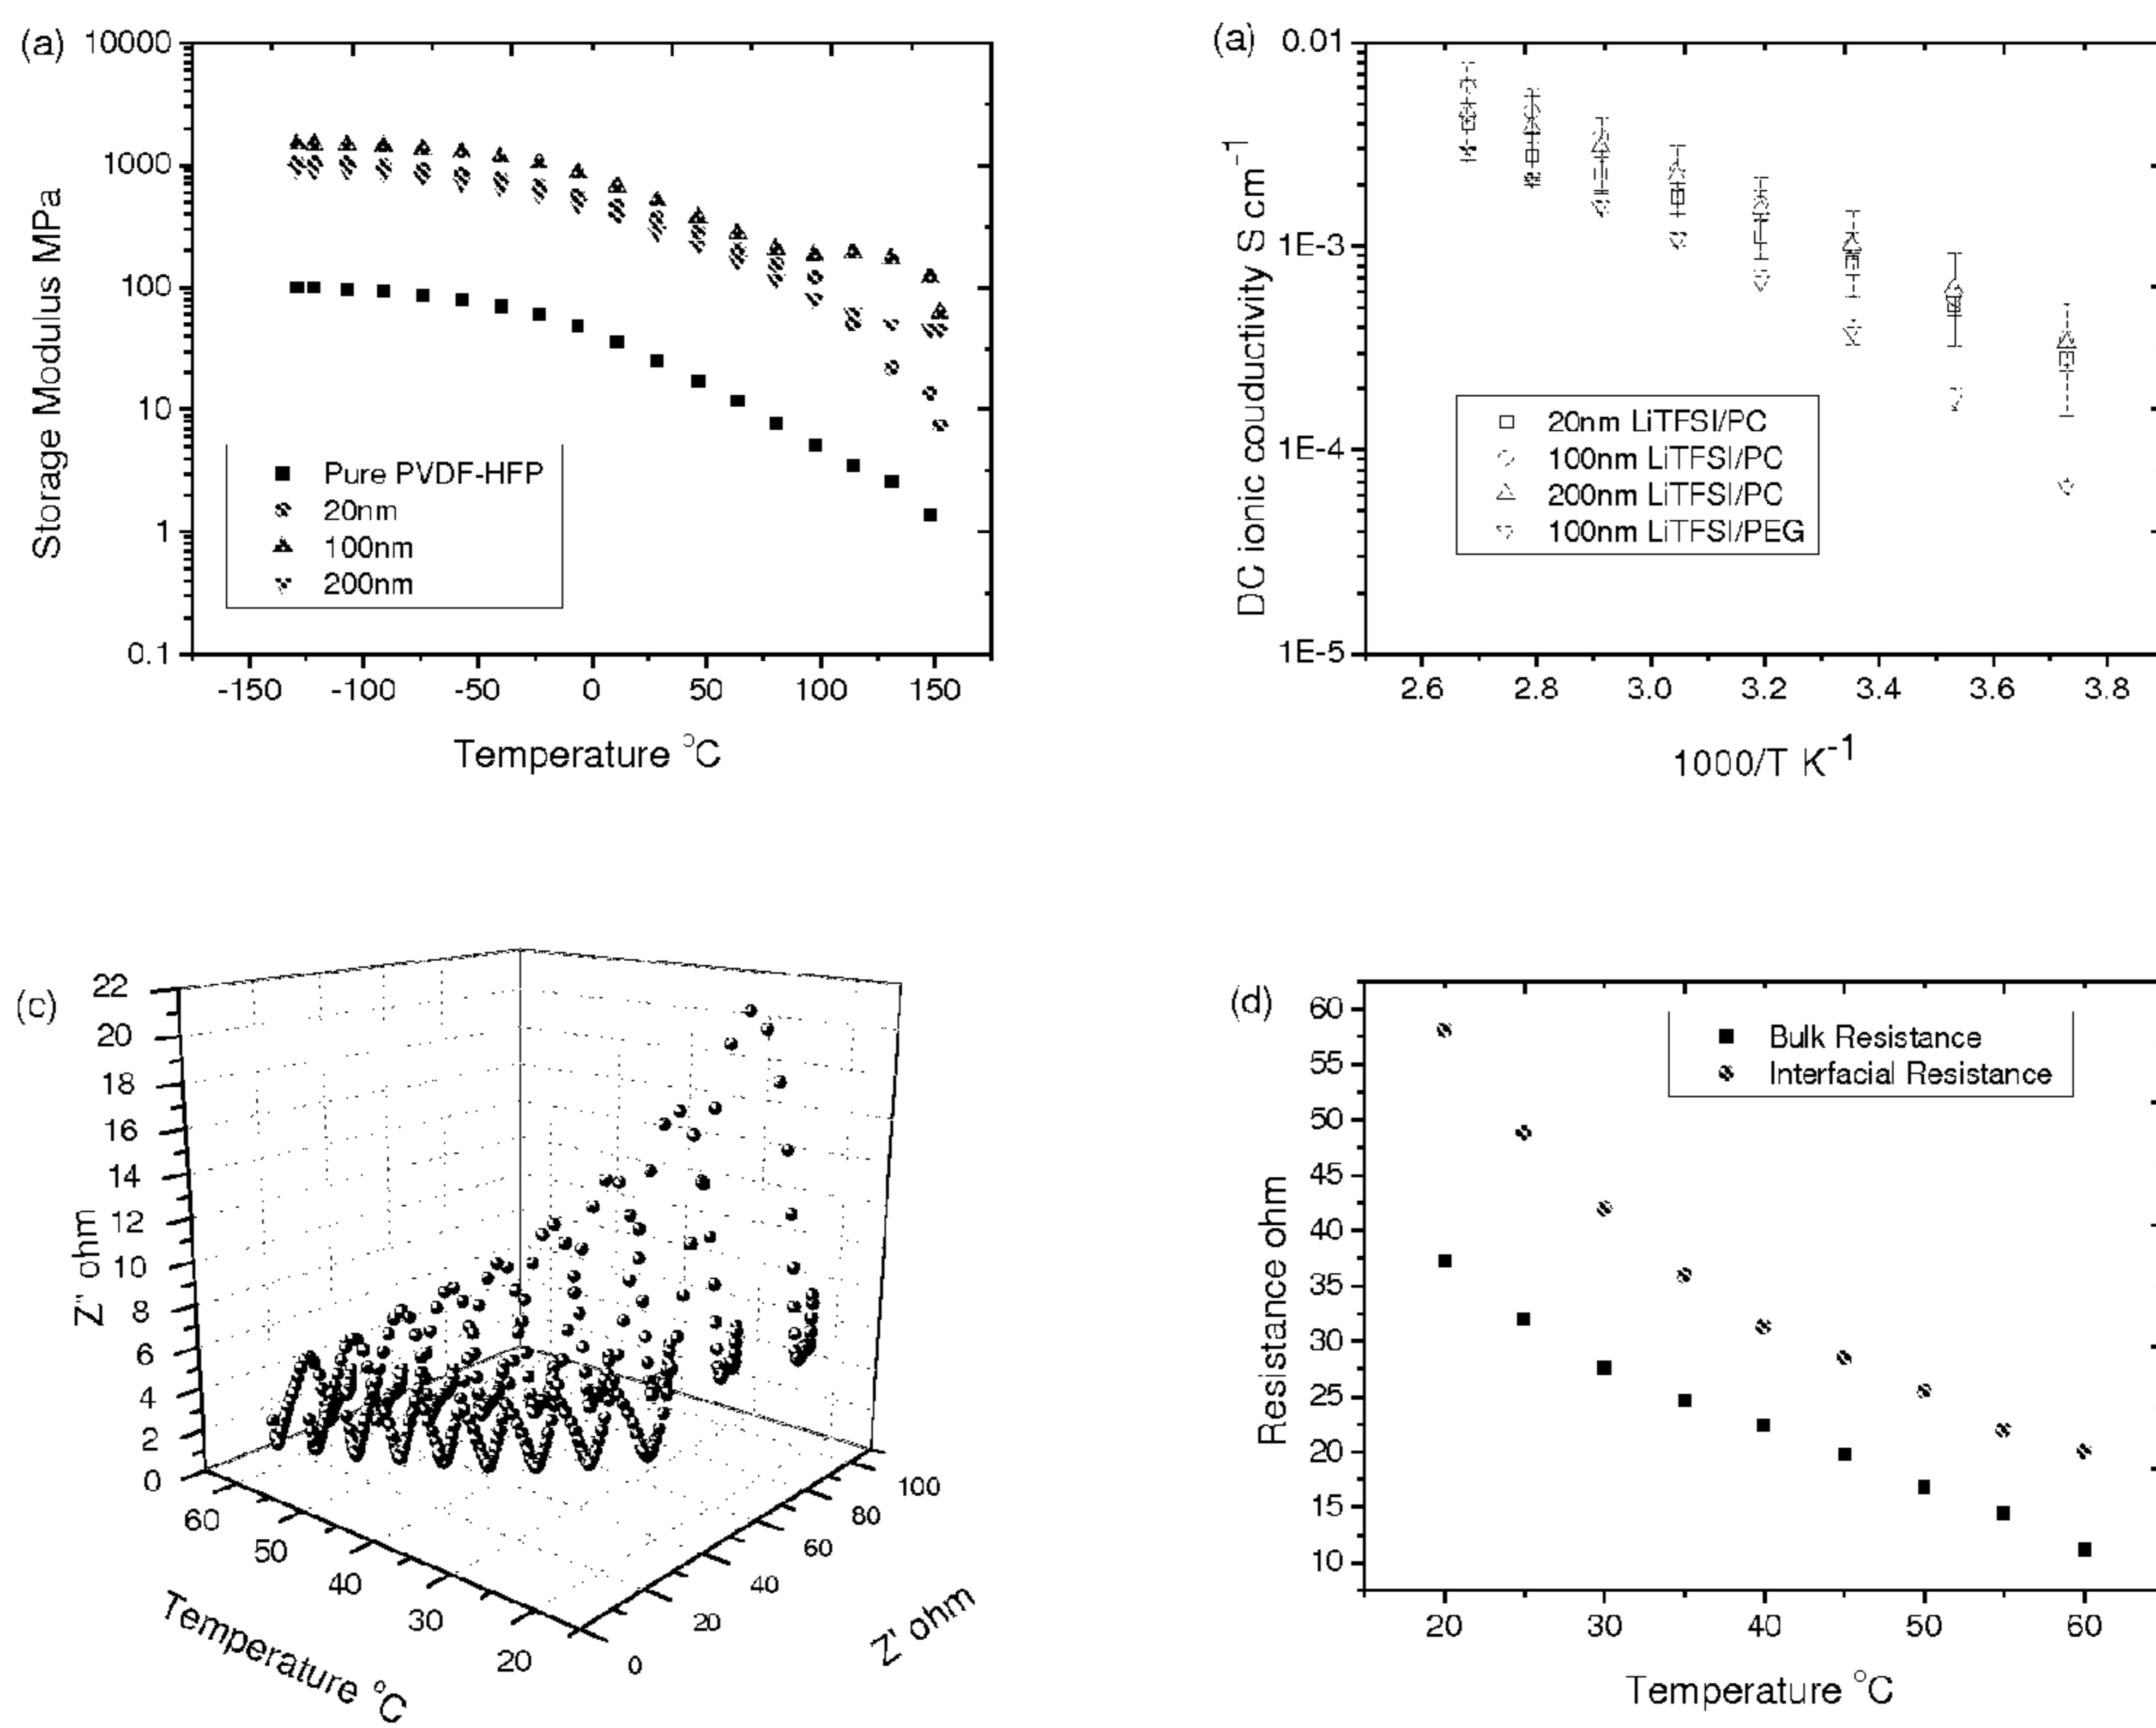 (a)
10000
1000
100
10
1
0.1
Storage Modulus MPa
Pure PVDF-HFP
20nm
100nm
200nm
-150 -100 -50 0 50 100 150
Temperature °C
(a)
0.01
1E-3
1E-4
1E-5
DC ionic couductivity S cm⁻¹
20nm LiTFSI/PC
100nm LiTFSI/PC
200nm LiTFSI/PC
100nm LiTFSI/PEG
2.6 2.8 3.0 3.2 3.4 3.6 3.8
1000/T K⁻¹
(c)
22
20
18
16
14
12
10
8
6
4
2
0
Z" ohm
60 50 40 30 20
Temperature °C
0 20 40 60 80 100
Z' ohm
(d)
60
55
50
45
40
35
30
25
20
15
10
Resistance ohm
Bulk Resistance
Interfacial Resistance
20 30 40 50 60
Temperature °C